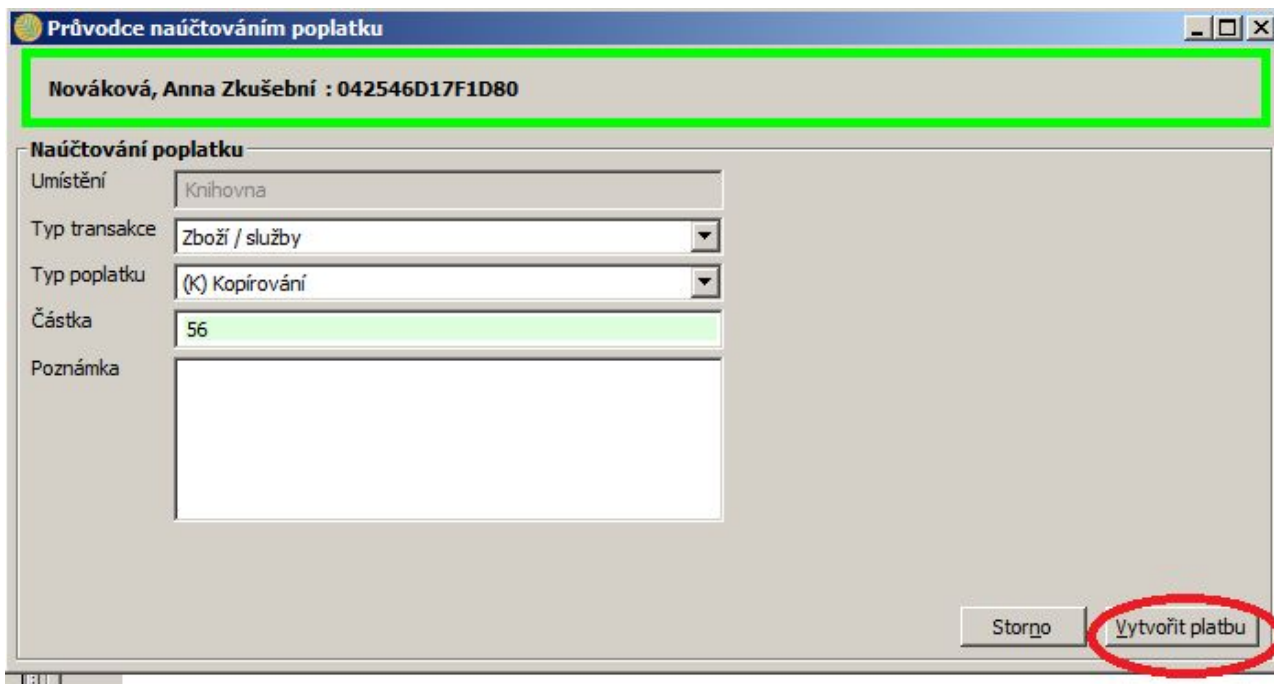 Průvodce naúčtováním poplatku
Nováková, Anna Zkušební : 042546D17F1D80
Naúčtování poplatku
Umístění Knihovna
Typ transakce Zboží / služby
Typ poplatku (K) Kopírování
Částka 56
Poznámka
Storno Vytvořit platbu